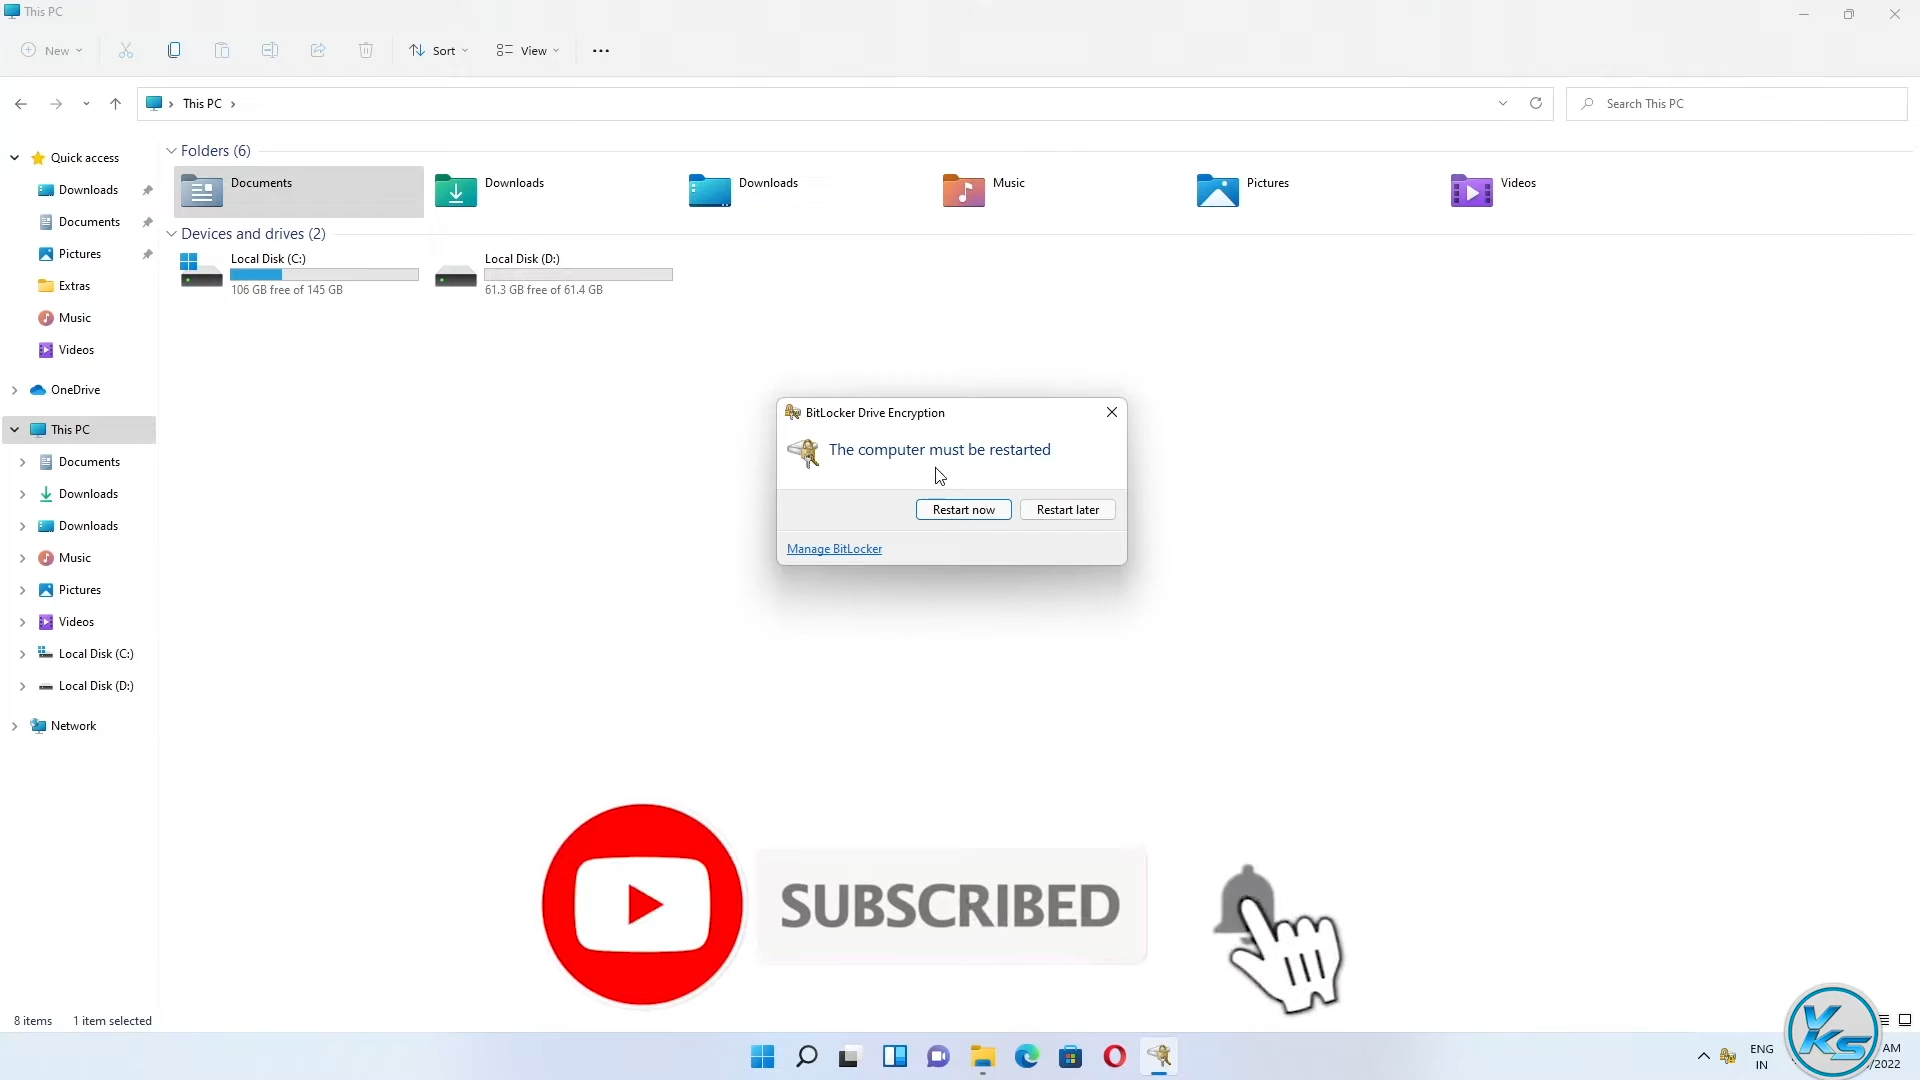 This PC
New
Sort
View
This PC
Search This PC
Quick access
Downloads
Documents
Pictures
Extras
Music
Videos
OneDrive
This PC
Documents
Downloads
Downloads
Music
Pictures
Videos
Local Disk (C:)
Local Disk (D:)
Network
Folders (6)
Documents
Downloads
Downloads
Music
Pictures
Videos
Devices and drives (2)
Local Disk (C:)
106 GB free of 145 GB
Local Disk (D:)
61.3 GB free of 61.4 GB
BitLocker Drive Encryption
The computer must be restarted
Restart now
Restart later
Manage BitLocker
SUBSCRIBED
8 items
1 item selected
ENG
IN
YKS
AM
/2022